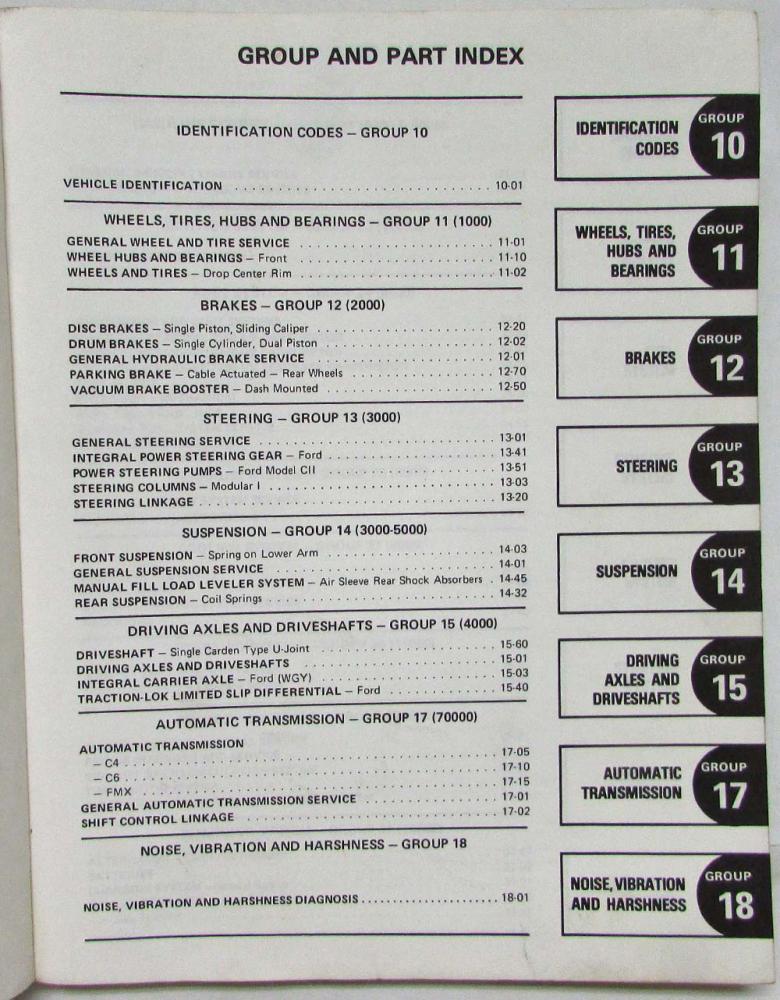 GROUP AND PART INDEX
IDENTIFICATION CODES – GROUP 10
VEHICLE IDENTIFICATION . . . . . . . . . . . . . . . . . . . . . . . . . . . . . . . . 10-01
WHEELS, TIRES, HUBS AND BEARINGS – GROUP 11 (1000)
GENERAL WHEEL AND TIRE SERVICE . . . . . . . . . . . . . . . . . . . . . . 11-01
WHEEL HUBS AND BEARINGS – Front . . . . . . . . . . . . . . . . . . . . . . 11-10
WHEELS AND TIRES – Drop Center Rim . . . . . . . . . . . . . . . . . . . . . . 11-02
BRAKES – GROUP 12 (2000)
DISC BRAKES – Single Piston, Sliding Caliper . . . . . . . . . . . . . . . . . . . . 12-20
DRUM BRAKES – Single Cylinder, Dual Piston . . . . . . . . . . . . . . . . . . . . 12-02
GENERAL HYDRAULIC BRAKE SERVICE . . . . . . . . . . . . . . . . . . . . . 12-01
PARKING BRAKE – Cable Actuated – Rear Wheels . . . . . . . . . . . . . . . . . 12-70
VACUUM BRAKE BOOSTER – Dash Mounted . . . . . . . . . . . . . . . . . . . . 12-50
STEERING – GROUP 13 (3000)
GENERAL STEERING SERVICE . . . . . . . . . . . . . . . . . . . . . . . . . . 13-01
INTEGRAL POWER STEERING GEAR – Ford . . . . . . . . . . . . . . . . . . . 13-41
POWER STEERING PUMPS – Ford Model CII . . . . . . . . . . . . . . . . . . . . 13-51
STEERING COLUMNS – Modular I . . . . . . . . . . . . . . . . . . . . . . . . . 13-03
STEERING LINKAGE . . . . . . . . . . . . . . . . . . . . . . . . . . . . . . . . 13-20
SUSPENSION – GROUP 14 (3000-5000)
FRONT SUSPENSION – Spring on Lower Arm . . . . . . . . . . . . . . . . . . . 14-03
GENERAL SUSPENSION SERVICE . . . . . . . . . . . . . . . . . . . . . . . . . 14-01
MANUAL FILL LOAD LEVELER SYSTEM – Air Sleeve Rear Shock Absorbers . 14-45
REAR SUSPENSION – Coil Springs . . . . . . . . . . . . . . . . . . . . . . . . . 14-32
DRIVING AXLES AND DRIVESHAFTS – GROUP 15 (4000)
DRIVESHAFT – Single Carden Type U-Joint . . . . . . . . . . . . . . . . . . . . 15-60
DRIVING AXLES AND DRIVESHAFTS . . . . . . . . . . . . . . . . . . . . . . 15-01
INTEGRAL CARRIER AXLE – Ford (WGY) . . . . . . . . . . . . . . . . . . . . 15-03
TRACTION-LOK LIMITED SLIP DIFFERENTIAL – Ford . . . . . . . . . . . . . 15-40
AUTOMATIC TRANSMISSION – GROUP 17 (70000)
AUTOMATIC TRANSMISSION
– C4 . . . . . . . . . . . . . . . . . . . . . . . . . . . . . . . . . . . . . . . . . 17-05
– C6 . . . . . . . . . . . . . . . . . . . . . . . . . . . . . . . . . . . . . . . . . 17-10
– FMX . . . . . . . . . . . . . . . . . . . . . . . . . . . . . . . . . . . . . . . . 17-15
GENERAL AUTOMATIC TRANSMISSION SERVICE . . . . . . . . . . . . . . . 17-01
SHIFT CONTROL LINKAGE . . . . . . . . . . . . . . . . . . . . . . . . . . . . 17-02
NOISE, VIBRATION AND HARSHNESS – GROUP 18
NOISE, VIBRATION AND HARSHNESS DIAGNOSIS . . . . . . . . . . . . . . . . . . . . . 18-01
IDENTIFICATION
CODES
GROUP
10
WHEELS, TIRES,
HUBS AND
BEARINGS
GROUP
11
BRAKES
GROUP
12
STEERING
GROUP
13
SUSPENSION
GROUP
14
DRIVING
AXLES AND
DRIVESHAFTS
GROUP
15
AUTOMATIC
TRANSMISSION
GROUP
17
NOISE, VIBRATION
AND HARSHNESS
GROUP
18